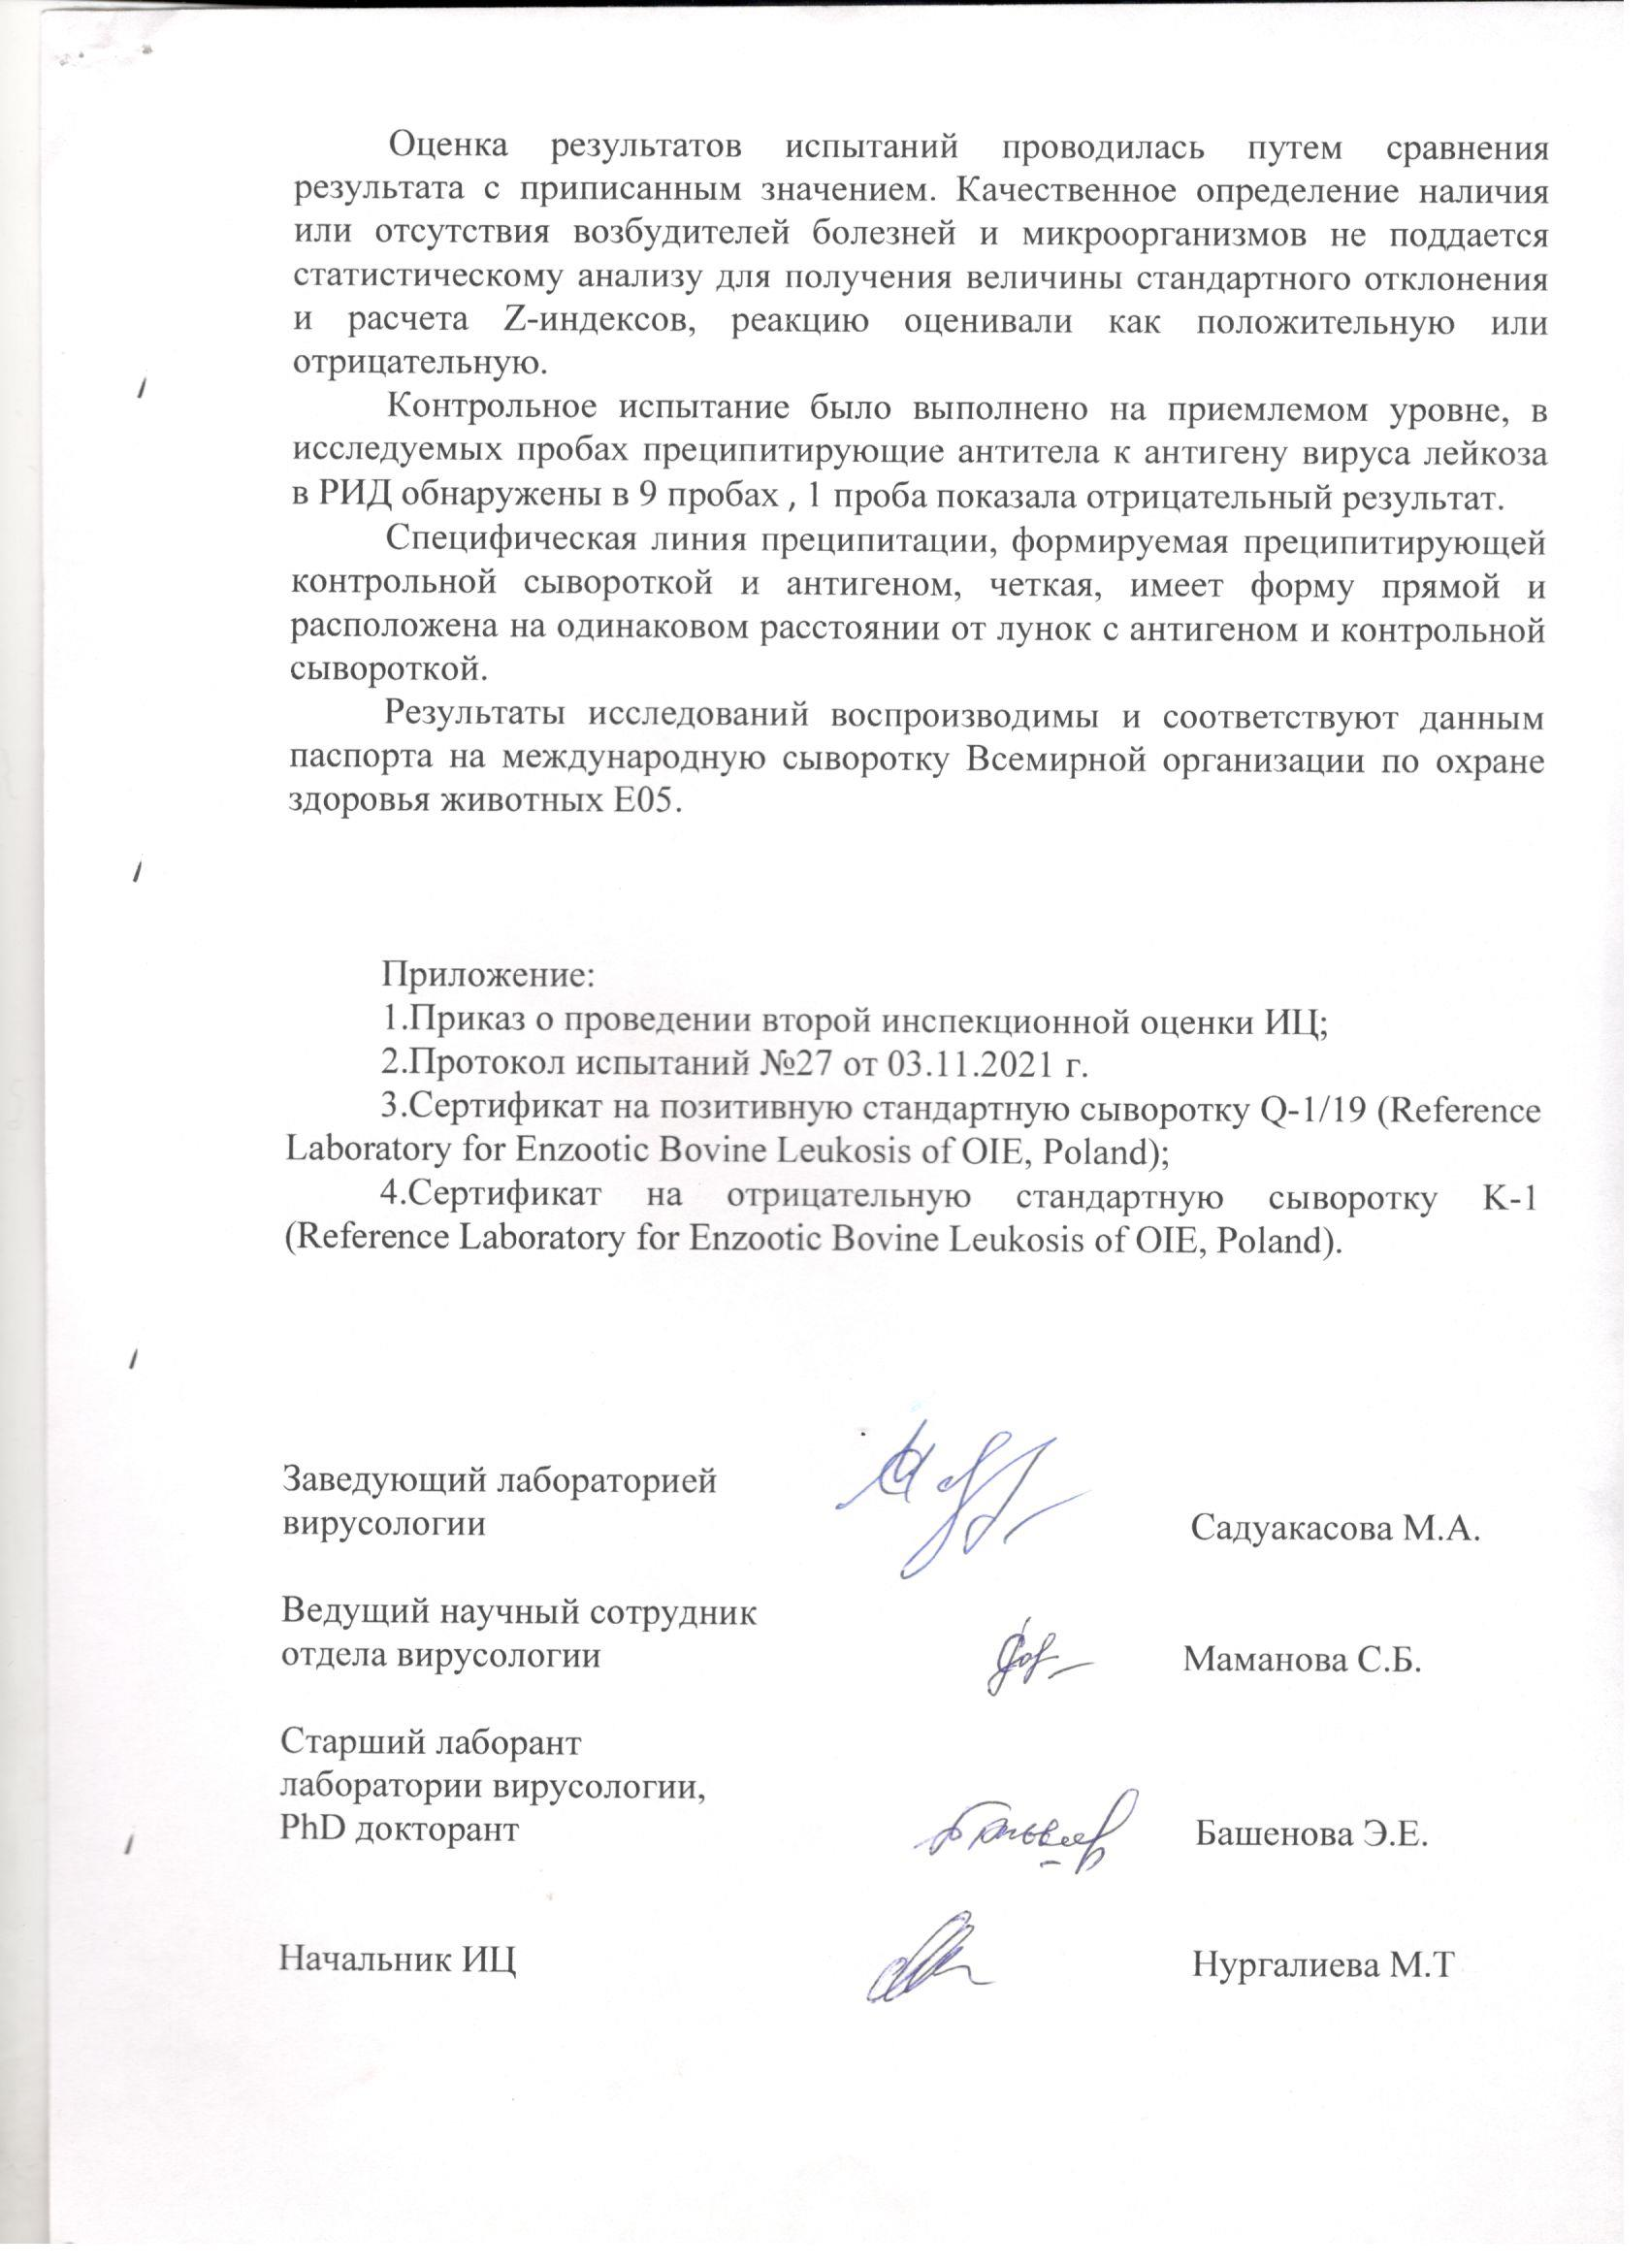 Оценка результатов испытаний проводилась путем сравнения
результата с приписанным значением. Качественное определение наличия
или отсутствия возбудителей болезней и микроорганизмов не поддается
статистическому анализу для получения величины стандартного отклонения
и расчета Z-индексов, реакцию оценивали как положительную или
отрицательную.
Контрольное испытание было выполнено на приемлемом уровне, в
исследуемых пробах преципитирующие антитела к антигену вируса лейкоза
в РИД обнаружены в 9 пробах , 1 проба показала отрицательный результат.
Специфическая линия преципитации, формируемая преципитирующей
контрольной сывороткой и антигеном, четкая, имеет форму прямой и
расположена на одинаковом расстоянии от лунок с антигеном и контрольной
сывороткой.
Результаты исследований воспроизводимы и соответствуют данным
паспорта на международную сыворотку Всемирной организации по охране
здоровья животных Е05.
Приложение:
1.Приказ о проведении второй инспекционной оценки ИЦ;
2.Протокол испытаний №27 от 03.11.2021 г.
3.Сертификат на позитивную стандартную сыворотку Q-1/19 (Reference
Laboratory for Enzootic Bovine Leukosis of OIE, Poland);
4.Сертификат на отрицательную стандартную сыворотку K-1
(Reference Laboratory for Enzootic Bovine Leukosis of OIE, Poland).
Заведующий лабораторией
вирусологии Садуакасова М.А.
Ведущий научный сотрудник
отдела вирусологии Маманова С.Б.
Старший лаборант
лаборатории вирусологии,
PhD докторант Башенова Э.Е.
Начальник ИЦ Нургалиева М.Т